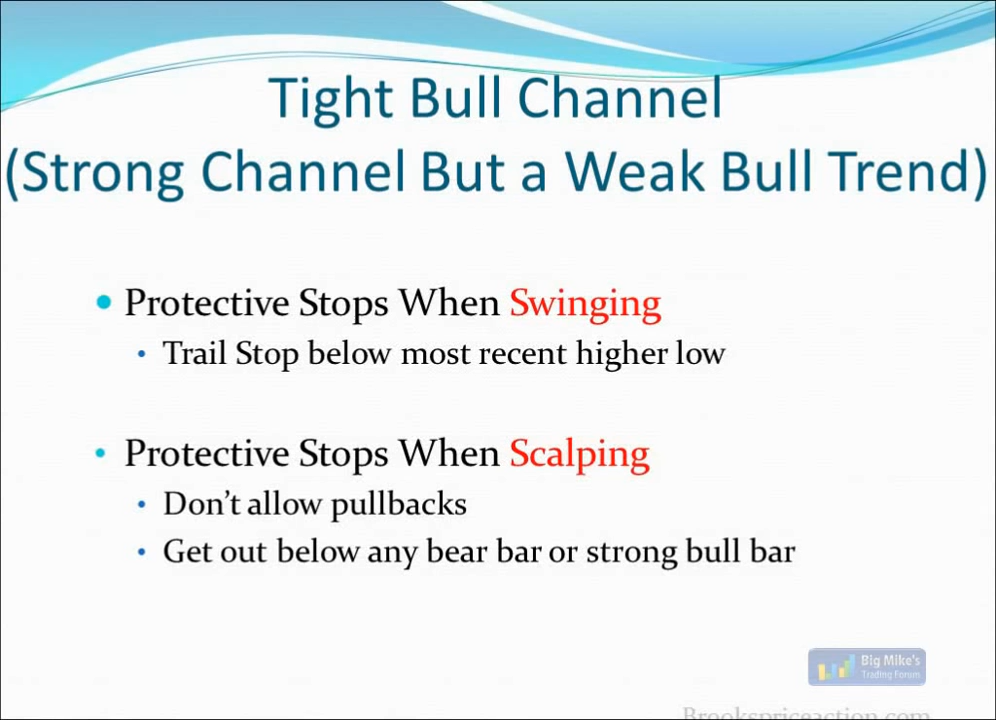 Tight Bull Channel
(Strong Channel But a Weak Bull Trend)
Protective Stops When Swinging
Trail Stop below most recent higher low
Protective Stops When Scalping
Don't allow pullbacks
Get out below any bear bar or strong bull bar
Big Mike's
Trading Forum
Brookspriceaction.com